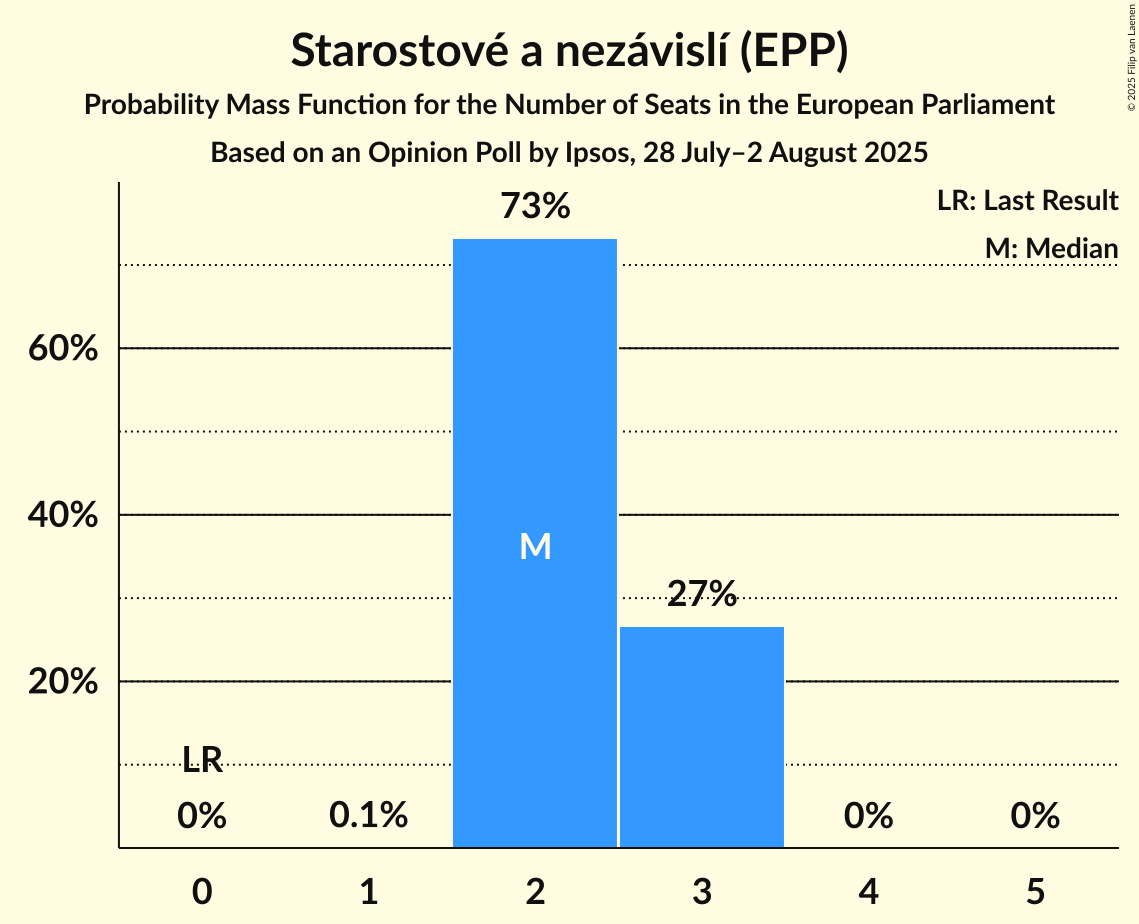 Starostové a nezávislí (EPP)
Probability Mass Function for the Number of Seats in the European Parliament
Based on an Opinion Poll by Ipsos, 28 July–2 August 2025
© 2025 Filip van Laenen
LR: Last Result
M: Median
73%
60%
40%
M
27%
20%
LR
0%
0.1%
0%
0%
0
1
2
3
4
5